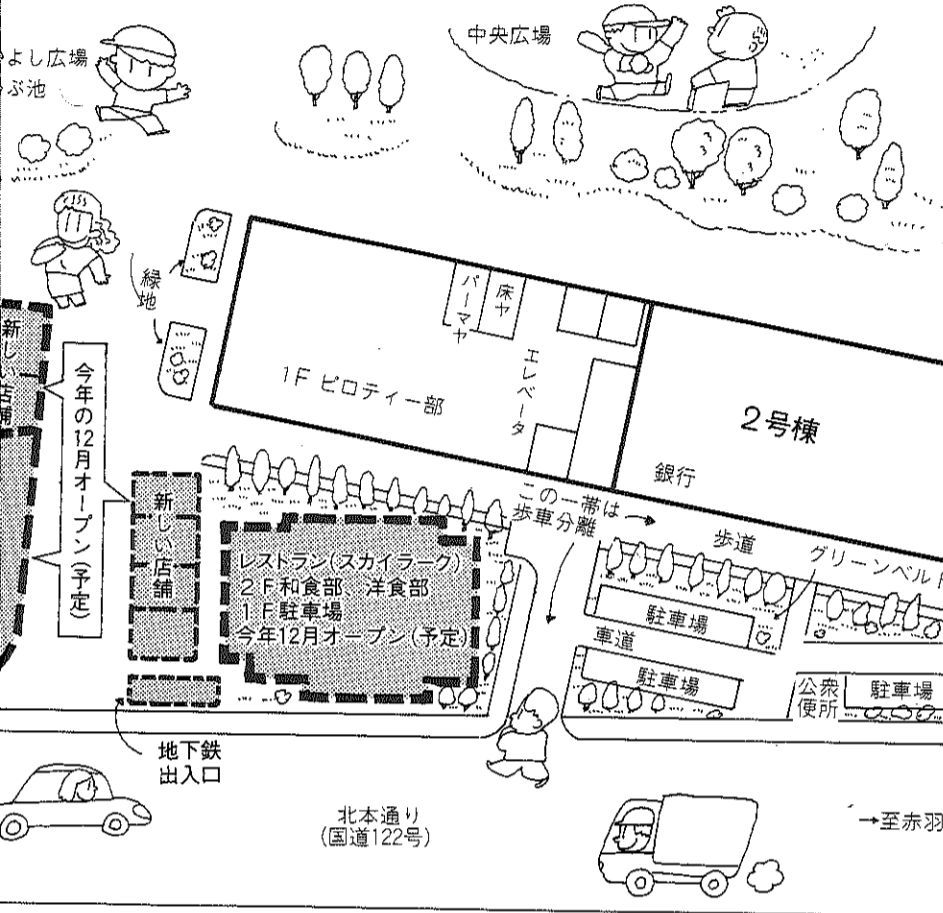 よし広場
ぶ池
中央広場
緑地
パーマヤ
床ヤ
エレベータ
1F ピロティー部
2号棟
銀行
新しい店舗
今年の12月オープン(予定)
新しい店舗
レストラン(スカイラーク)
2F和食部、洋食部
1F駐車場
今年12月オープン(予定)
この一帯は
歩車分離
歩道
グリーンベルト
駐車場
車道
駐車場
公衆
便所
駐車場
地下鉄
出入口
北本通り
(国道122号)
→至赤羽